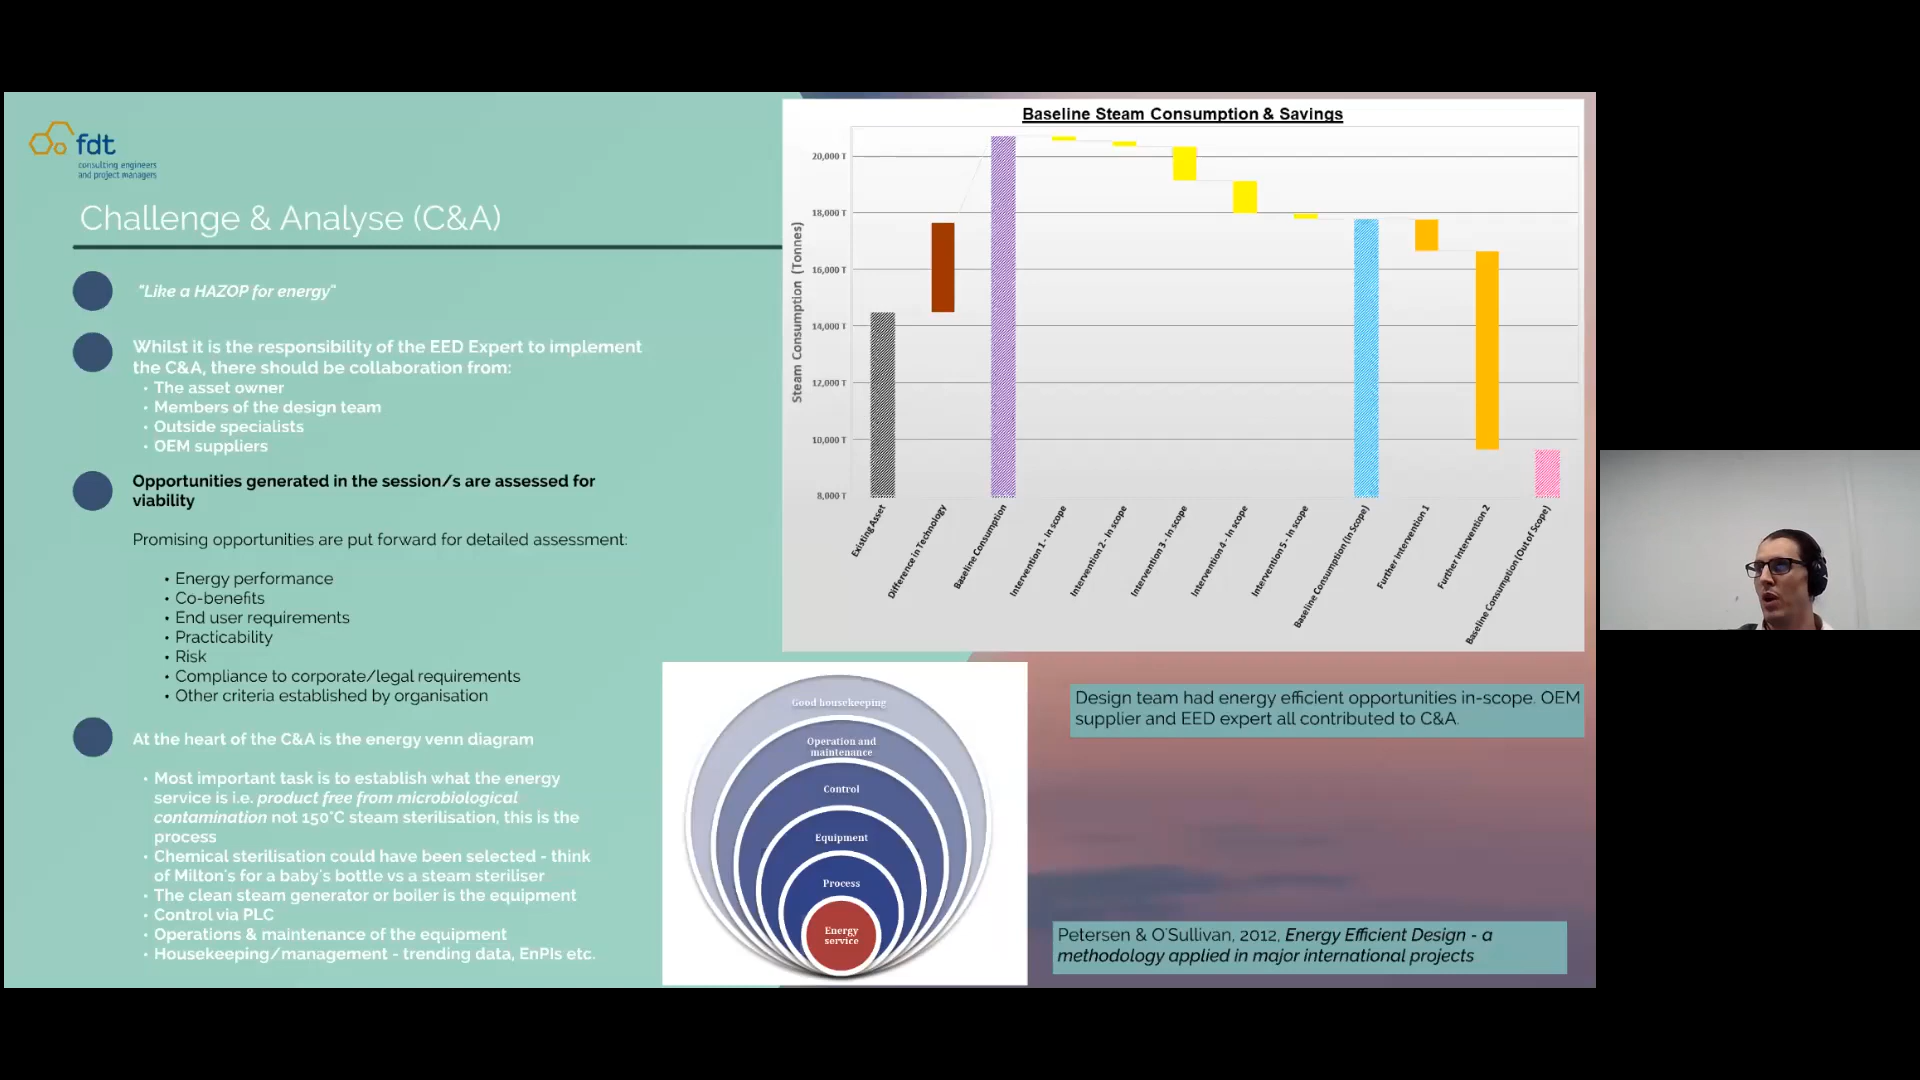 fdt
consulting engineers
and project managers
Challenge & Analyse (C&A)
"Like a HAZOP for energy"
Whilst it is the responsibility of the EED Expert to implement
the C&A, there should be collaboration from:
• The asset owner
• Members of the design team
• Outside specialists
• OEM suppliers
Opportunities generated in the session/s are assessed for
viability
Promising opportunities are put forward for detailed assessment:
• Energy performance
• Co-benefits
• End user requirements
• Practicability
• Risk
• Compliance to corporate/legal requirements
• Other criteria established by organisation
At the heart of the C&A is the energy venn diagram
• Most important task is to establish what the energy
service is i.e. product free from microbiological
contamination not 150°C steam sterilisation, this is the
process
• Chemical sterilisation could have been selected - think
of Milton's for a baby's bottle vs a steam steriliser
• The clean steam generator or boiler is the equipment
• Control via PLC
• Operations & maintenance of the equipment
• Housekeeping/management - trending data, EnPIs etc.
Baseline Steam Consumption & Savings
Steam Consumption (Tonnes)
20,000 T
18,000 T
16,000 T
14,000 T
12,000 T
10,000 T
8,000 T
Existing Asset
Difference in Technology
Baseline Consumption
Intervention 1 - In scope
Intervention 2 - In scope
Intervention 3 - In scope
Intervention 4 - In scope
Intervention 5 - In scope
Baseline Consumption (In Scope)
Further Intervention 1
Further Intervention 2
Baseline Consumption (Out of Scope)
Good housekeeping
Operation and
maintenance
Control
Equipment
Process
Energy
service
Design team had energy efficient opportunities in-scope. OEM
supplier and EED expert all contributed to C&A.
Petersen & O'Sullivan, 2012, Energy Efficient Design - a
methodology applied in major international projects